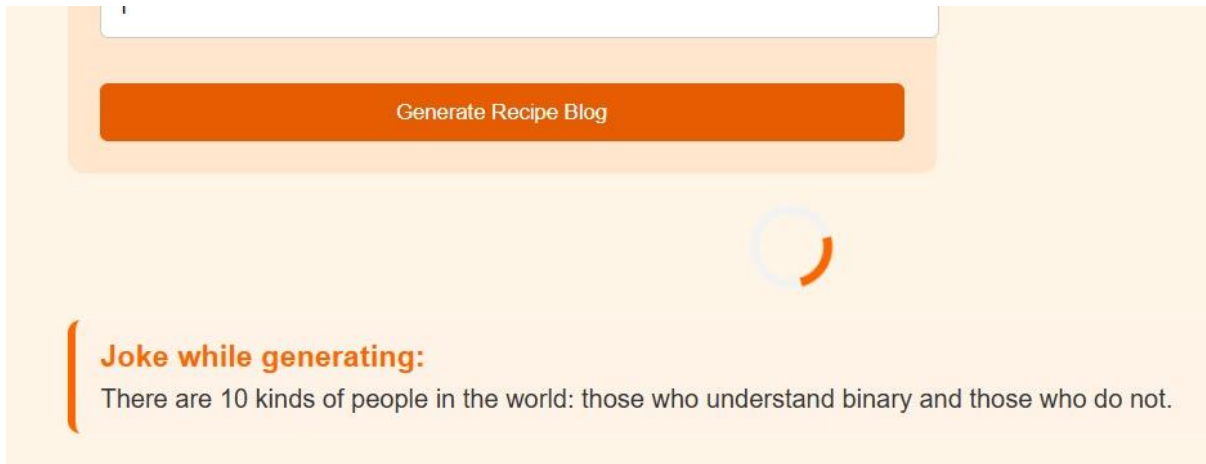 Generate Recipe Blog
Joke while generating:
There are 10 kinds of people in the world: those who understand binary and those who do not.